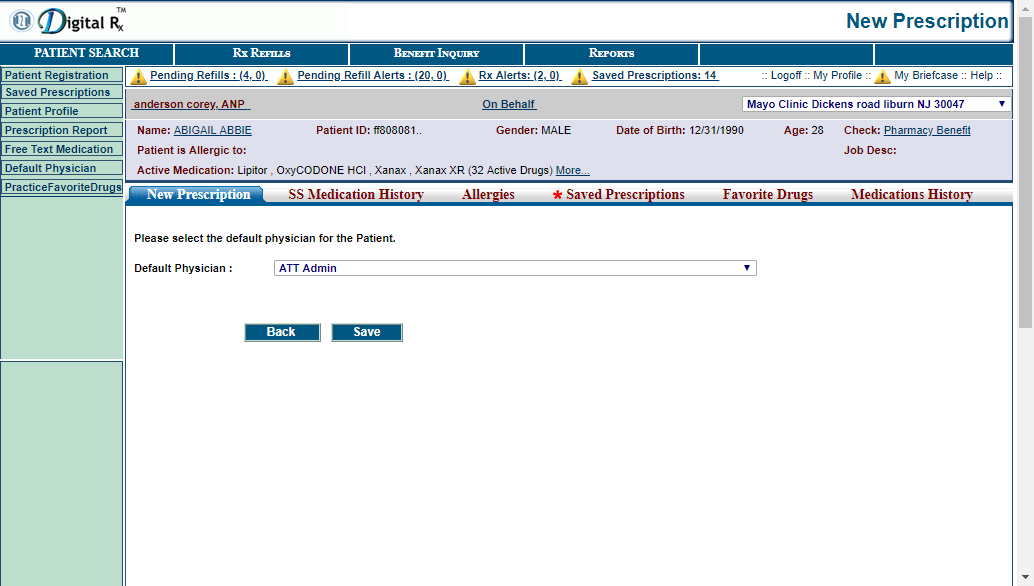 Digital Rx TM
New Prescription
PATIENT SEARCH Rx REFILLS BENEFIT INQUIRY REPORTS
Patient Registration
Saved Prescriptions
Patient Profile
Prescription Report
Free Text Medication
Default Physician
PracticeFavoriteDrugs
Pending Refills : (4, 0) Pending Refill Alerts : (20, 0) Rx Alerts: (2, 0) Saved Prescriptions: 14 :: Logoff :: My Profile :: My Briefcase :: Help ::
anderson corey, ANP On Behalf Mayo Clinic Dickens road liburn NJ 30047
Name: ABIGAIL ABBIE Patient ID: ff808081.. Gender: MALE Date of Birth: 12/31/1990 Age: 28 Check: Pharmacy Benefit
Patient is Allergic to: Job Desc:
Active Medication: Lipitor , OxyCODONE HCl , Xanax , Xanax XR (32 Active Drugs) More...
New Prescription SS Medication History Allergies * Saved Prescriptions Favorite Drugs Medications History
Please select the default physician for the Patient.
Default Physician : ATT Admin
Back Save